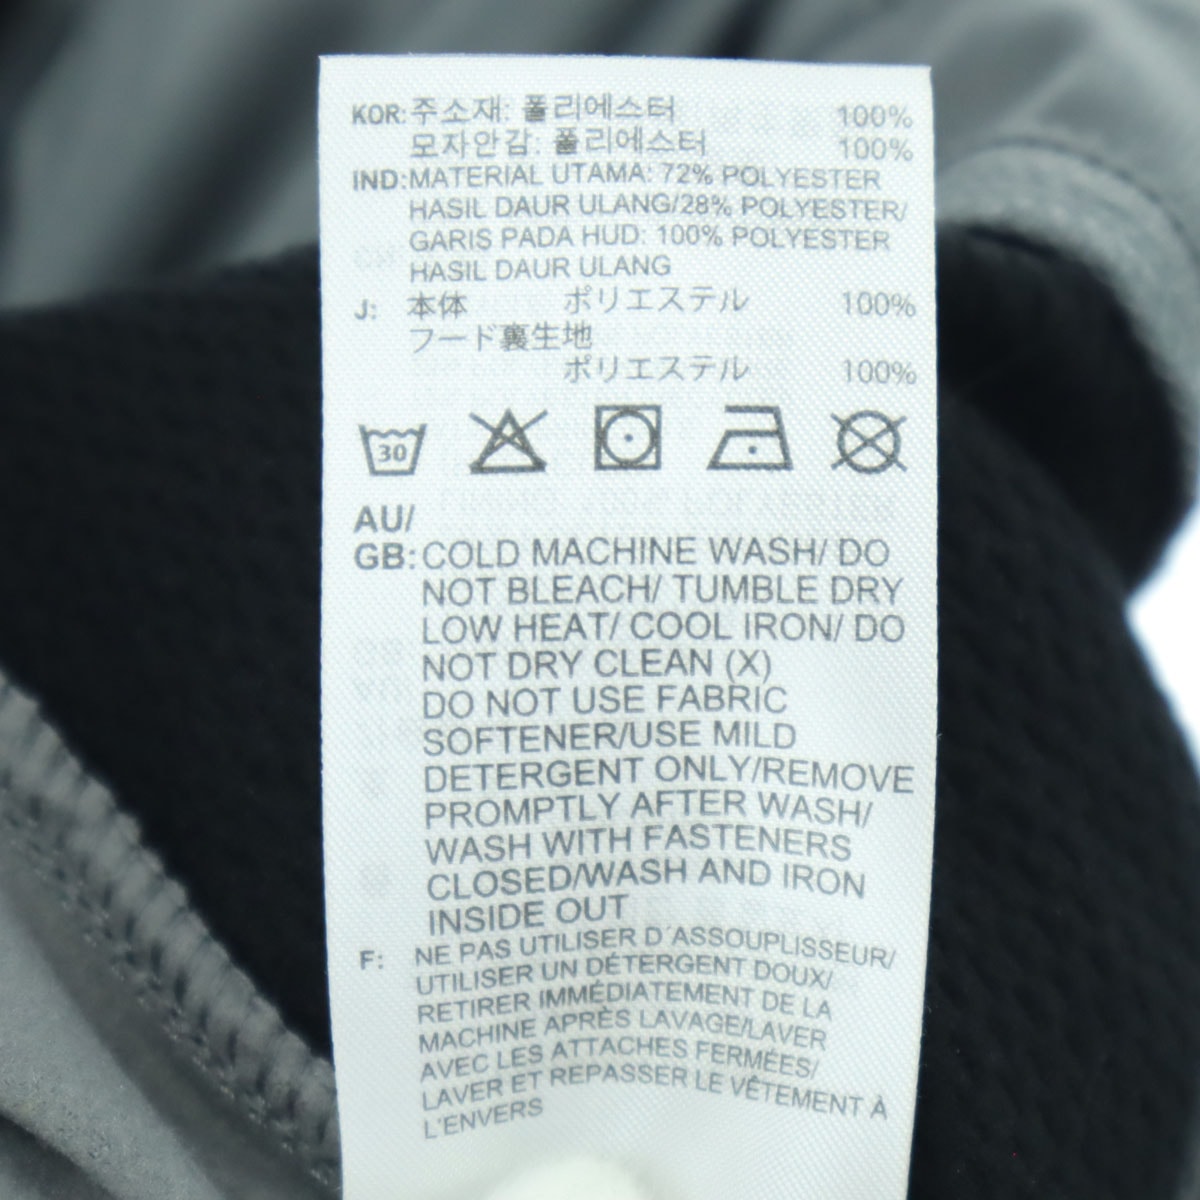 KOR: 주소재: 폴리에스터 100%
모자안감: 폴리에스터 100%
IND: MATERIAL UTAMA: 72% POLYESTER
HASIL DAUR ULANG/28% POLYESTER/
GARIS PADA HUD: 100% POLYESTER
HASIL DAUR ULANG
J: 本体 ポリエステル 100%
フード裏生地
ポリエステル 100%
30
AU/
GB: COLD MACHINE WASH/ DO
NOT BLEACH/ TUMBLE DRY
LOW HEAT/ COOL IRON/ DO
NOT DRY CLEAN (X)
DO NOT USE FABRIC
SOFTENER/USE MILD
DETERGENT ONLY/REMOVE
PROMPTLY AFTER WASH/
WASH WITH FASTENERS
CLOSED/WASH AND IRON
INSIDE OUT
F: NE PAS UTILISER D´ASSOUPLISSEUR/
UTILISER UN DÉTERGENT DOUX/
RETIRER IMMÉDIATEMENT DE LA
MACHINE APRÈS LAVAGE/LAVER
AVEC LES ATTACHES FERMÉES/
LAVER ET REPASSER LE VÊTEMENT À
L'ENVERS